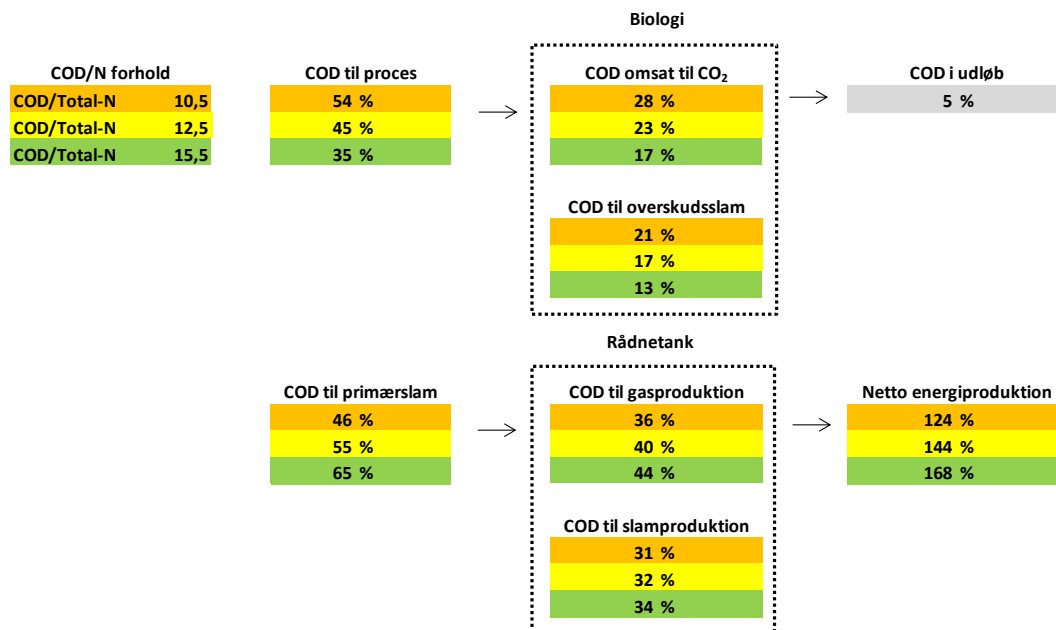 Biologi
COD/N forhold COD til proces COD omsat til CO₂ COD i udløb
COD/Total-N 10,5 54 % 28 % 5 %
COD/Total-N 12,5 45 % 23 %
COD/Total-N 15,5 35 % 17 %
COD til overskudsslam
21 %
17 %
13 %
Rådnetank
COD til primærslam COD til gasproduktion Netto energiproduktion
46 % 36 % 124 %
55 % 40 % 144 %
65 % 44 % 168 %
COD til slamproduktion
31 %
32 %
34 %